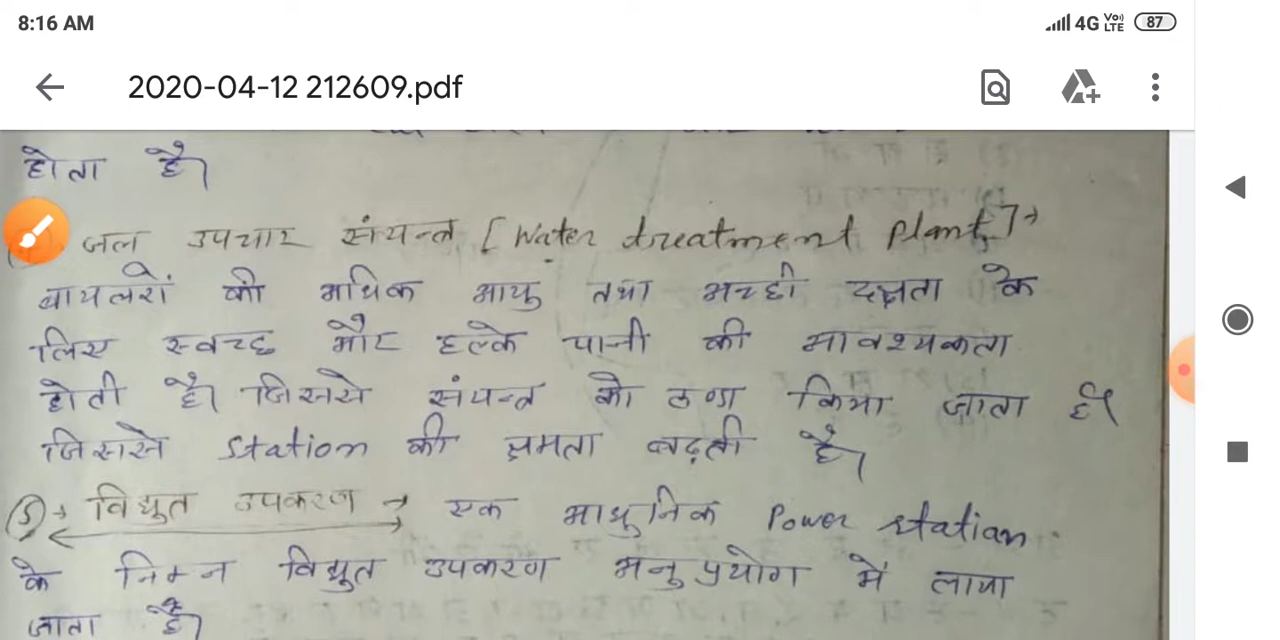 8:16 AM
4G Vo) LTE 87
2020-04-12 212609.pdf
होता है।
जल उपचार संयन्त्र [Water treatment Plant]→
बायलरों की अधिक आयु तथा अच्छी दक्षता के
लिए स्वच्छ और हल्के पानी की आवश्यकता
होती है। जिससे संयन्त्र को ठण्डा किया जाता है।
जिससे station की क्षमता बढ़ती है।
(5)→ विद्युत उपकरण → एक आधुनिक Power station
के निम्न विद्युत उपकरण अनुप्रयोग में लाया
जाता है।